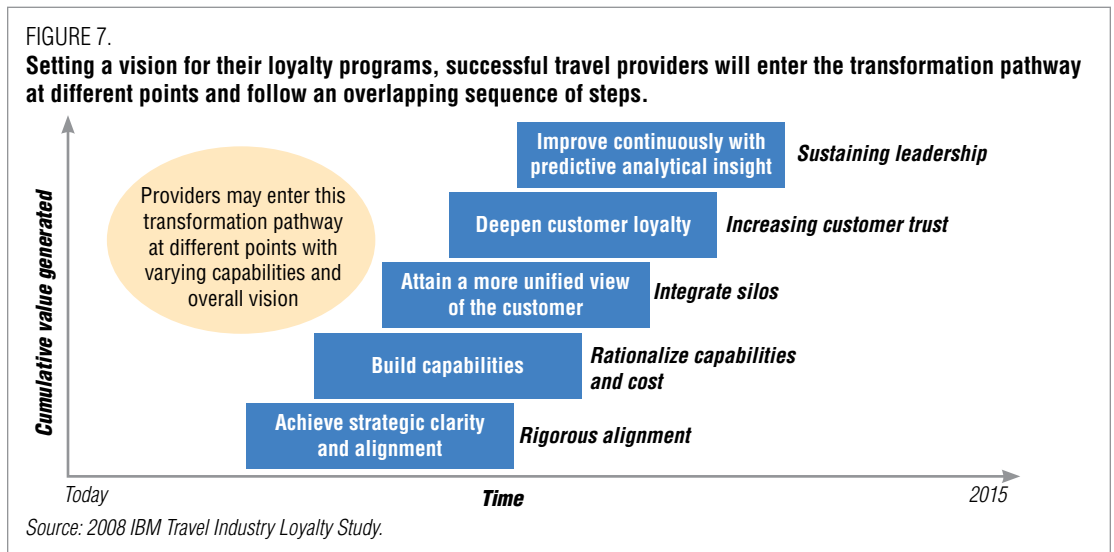 FIGURE 7.
Setting a vision for their loyalty programs, successful travel providers will enter the transformation pathway
at different points and follow an overlapping sequence of steps.
Cumulative value generated
Providers may enter this
transformation pathway
at different points with
varying capabilities and
overall vision
Improve continuously with
predictive analytical insight
Sustaining leadership
Deepen customer loyalty
Increasing customer trust
Attain a more unified view
of the customer
Integrate silos
Build capabilities
Rationalize capabilities
and cost
Achieve strategic clarity
and alignment
Rigorous alignment
Today
Time
2015
Source: 2008 IBM Travel Industry Loyalty Study.